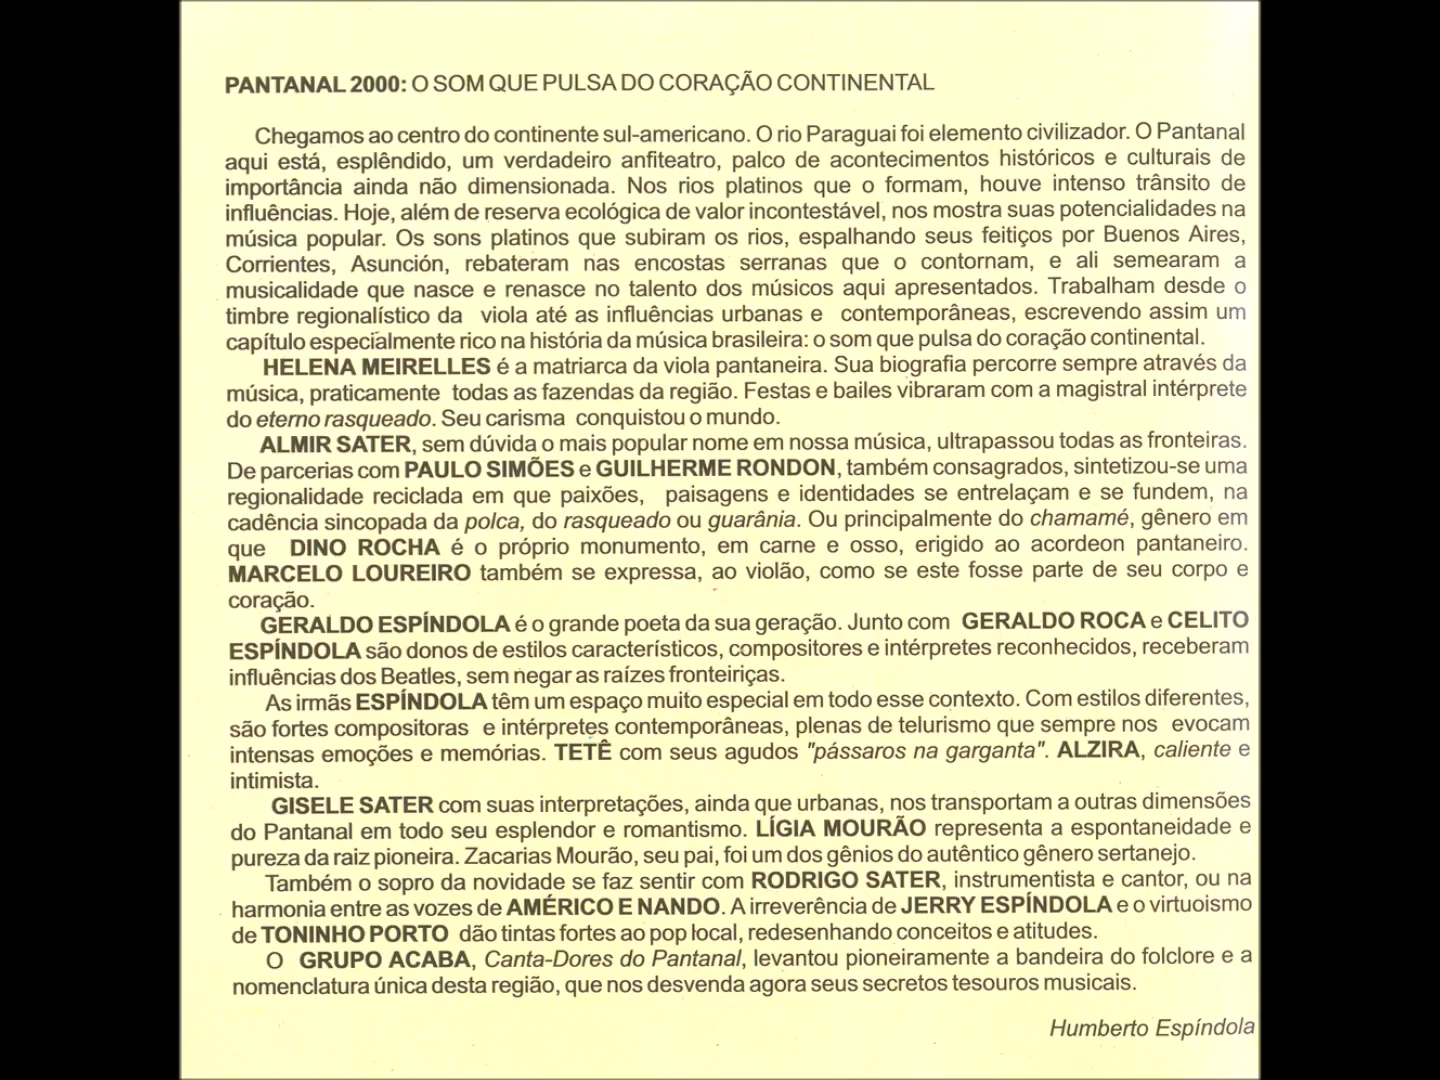 PANTANAL 2000: O SOM QUE PULSA DO CORAÇÃO CONTINENTAL
Chegamos ao centro do continente sul-americano. O rio Paraguai foi elemento civilizador. O Pantanal
aqui está, esplêndido, um verdadeiro anfiteatro, palco de acontecimentos históricos e culturais de
importância ainda não dimensionada. Nos rios platinos que o formam, houve intenso trânsito de
influências. Hoje, além de reserva ecológica de valor incontestável, nos mostra suas potencialidades na
música popular. Os sons platinos que subiram os rios, espalhando seus feitiços por Buenos Aires,
Corrientes, Asunción, rebateram nas encostas serranas que o contornam, e ali semearam a
musicalidade que nasce e renasce no talento dos músicos aqui apresentados. Trabalham desde o
timbre regionalístico da viola até as influências urbanas e contemporâneas, escrevendo assim um
capítulo especialmente rico na história da música brasileira: o som que pulsa do coração continental.
HELENA MEIRELLES é a matriarca da viola pantaneira. Sua biografia percorre sempre através da
música, praticamente todas as fazendas da região. Festas e bailes vibraram com a magistral intérprete
do eterno rasqueado. Seu carisma conquistou o mundo.
ALMIR SATER, sem dúvida o mais popular nome em nossa música, ultrapassou todas as fronteiras.
De parcerias com PAULO SIMÕES e GUILHERME RONDON, também consagrados, sintetizou-se uma
regionalidade reciclada em que paixões, paisagens e identidades se entrelaçam e se fundem, na
cadência sincopada da polca, do rasqueado ou guarânia. Ou principalmente do chamamé, gênero em
que DINO ROCHA é o próprio monumento, em carne e osso, erigido ao acordeon pantaneiro.
MARCELO LOUREIRO também se expressa, ao violão, como se este fosse parte de seu corpo e
coração.
GERALDO ESPÍNDOLA é o grande poeta da sua geração. Junto com GERALDO ROCA e CELITO
ESPÍNDOLA são donos de estilos característicos, compositores e intérpretes reconhecidos, receberam
influências dos Beatles, sem negar as raízes fronteiriças.
As irmãs ESPÍNDOLA têm um espaço muito especial em todo esse contexto. Com estilos diferentes,
são fortes compositoras e intérpretes contemporâneas, plenas de telurismo que sempre nos evocam
intensas emoções e memórias. TETÊ com seus agudos "pássaros na garganta". ALZIRA, caliente e
intimista.
GISELE SATER com suas interpretações, ainda que urbanas, nos transportam a outras dimensões
do Pantanal em todo seu esplendor e romantismo. LÍGIA MOURÃO representa a espontaneidade e
pureza da raiz pioneira. Zacarias Mourão, seu pai, foi um dos gênios do autêntico gênero sertanejo.
Também o sopro da novidade se faz sentir com RODRIGO SATER, instrumentista e cantor, ou na
harmonia entre as vozes de AMÉRICO E NANDO. A irreverência de JERRY ESPÍNDOLA e o virtuoismo
de TONINHO PORTO dão tintas fortes ao pop local, redesenhando conceitos e atitudes.
O GRUPO ACABA, Canta-Dores do Pantanal, levantou pioneiramente a bandeira do folclore e a
nomenclatura única desta região, que nos desvenda agora seus secretos tesouros musicais.
Humberto Espíndola